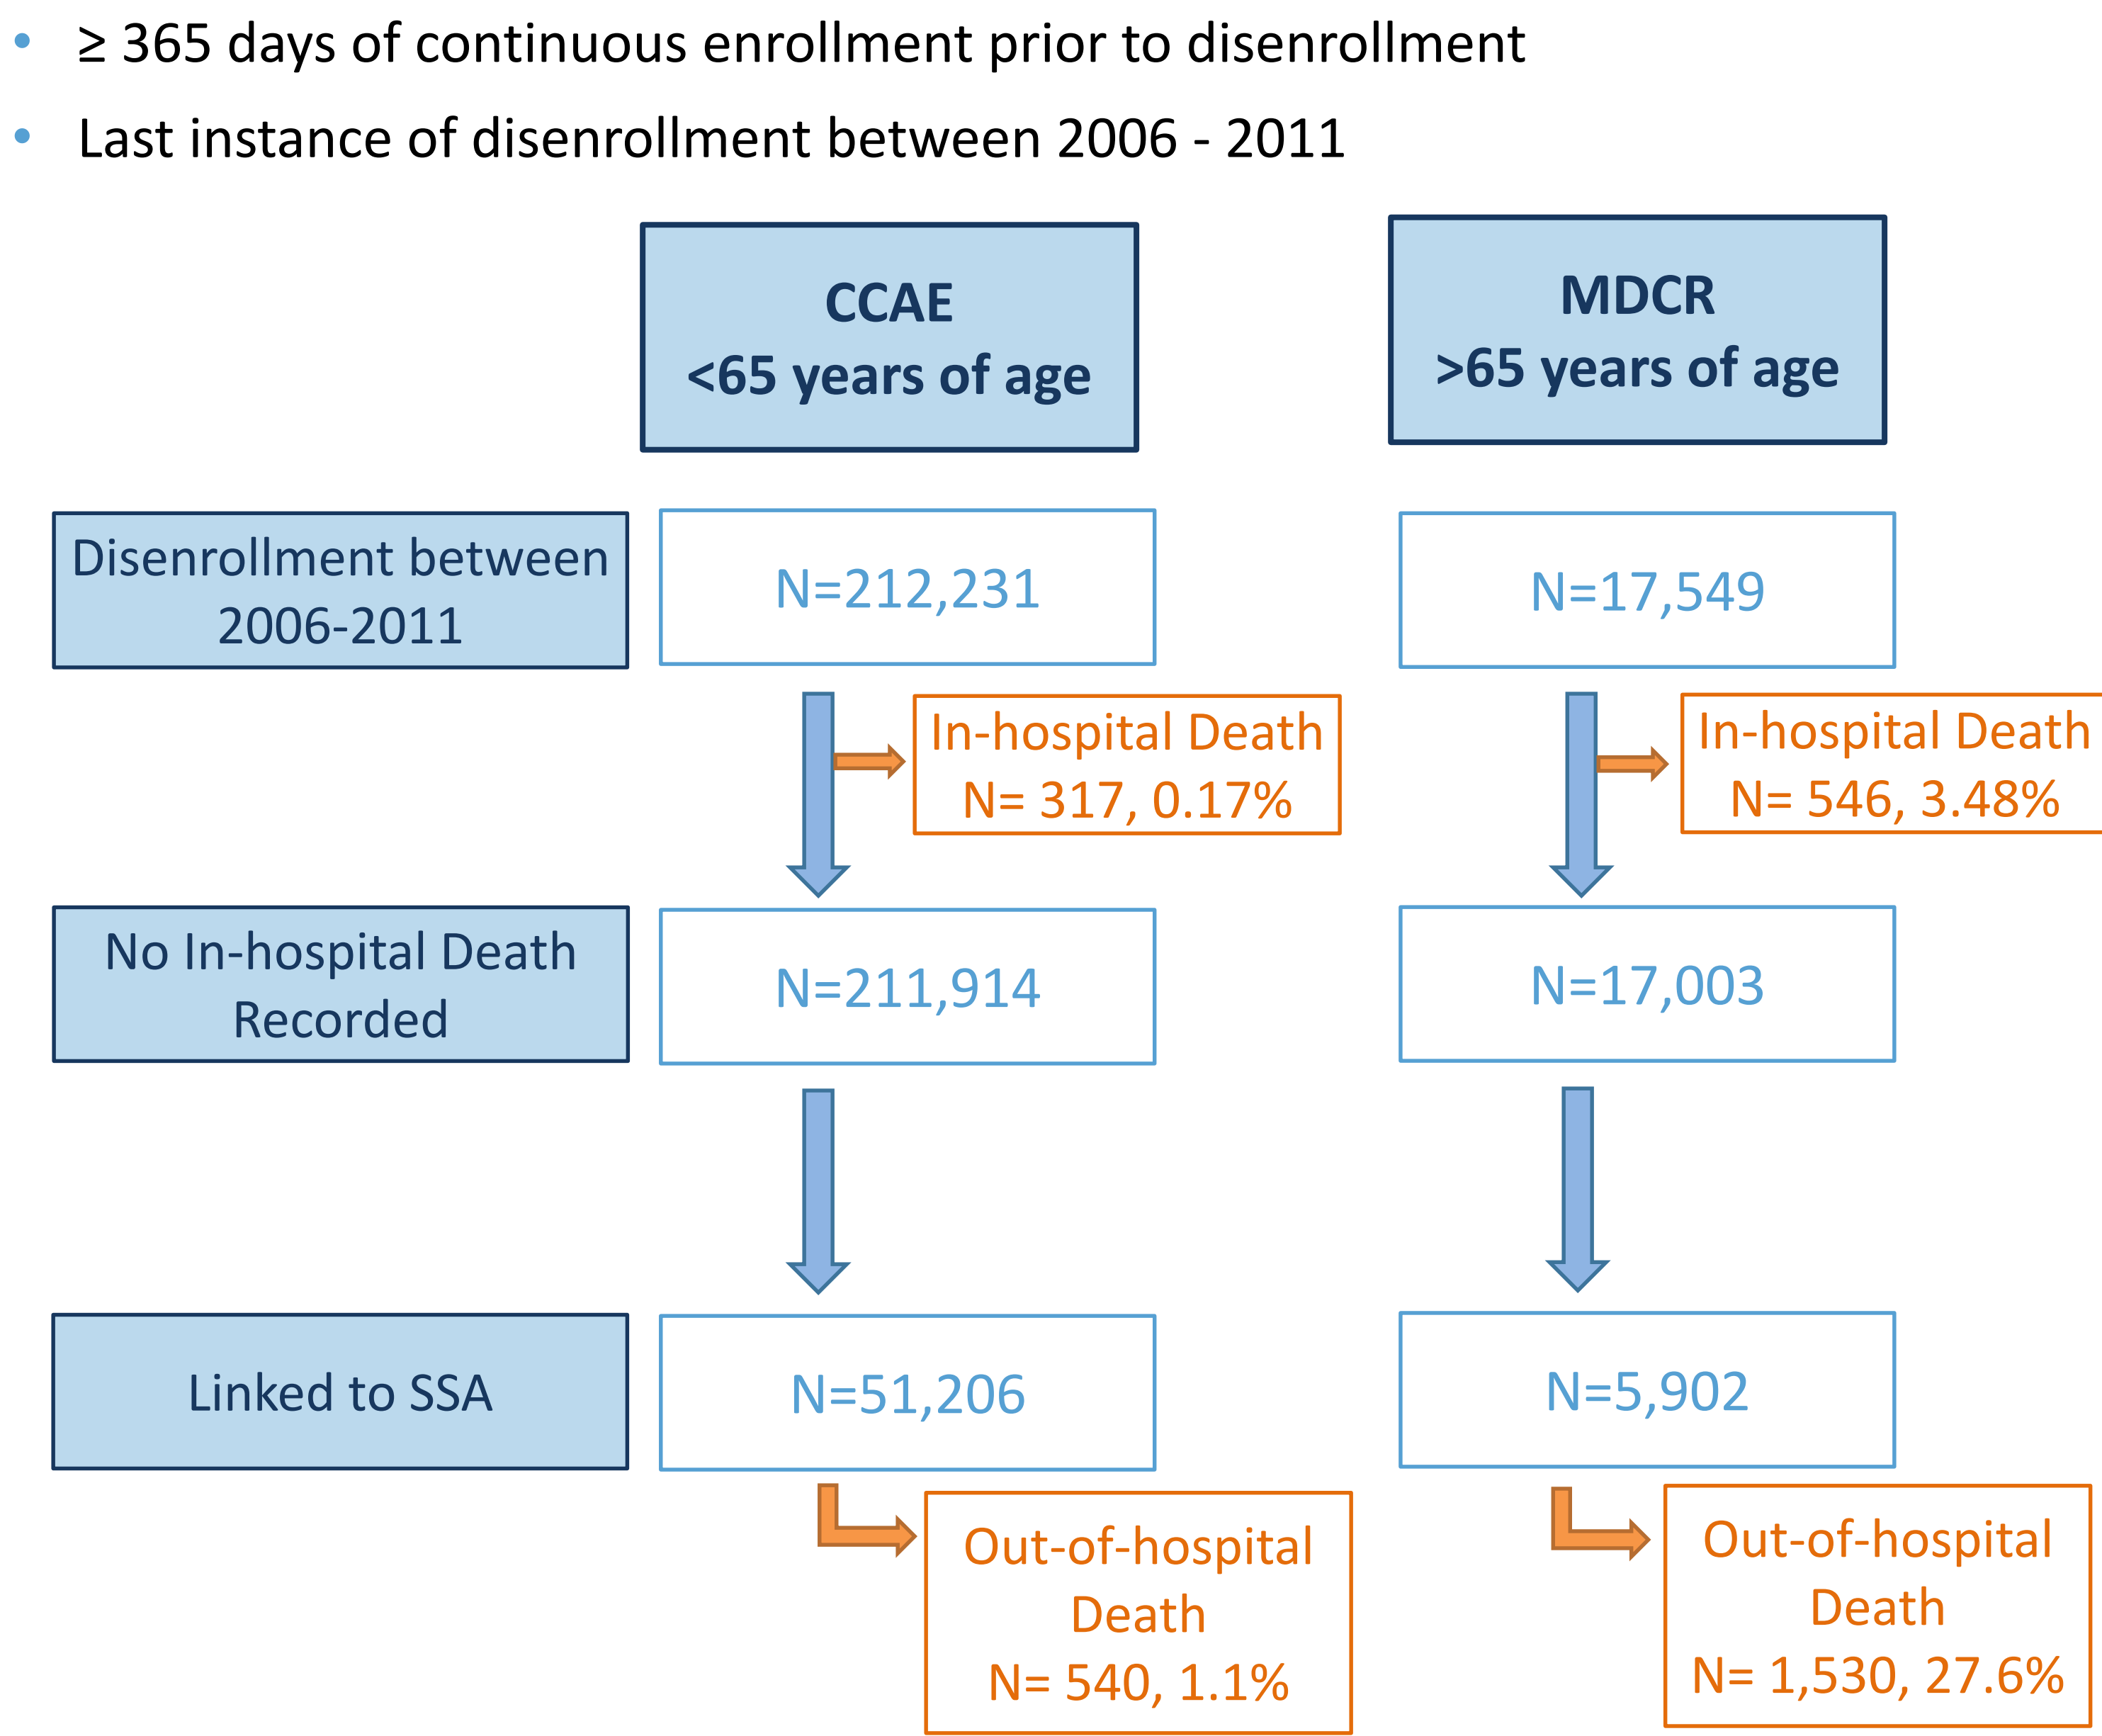 • ≥ 365 days of continuous enrollment prior to disenrollment
• Last instance of disenrollment between 2006 - 2011
CCAE
<65 years of age
MDCR
>65 years of age
Disenrollment between
2006-2011
N=212,231
N=17,549
In-hospital Death
N= 317, 0.17%
In-hospital Death
N= 546, 3.48%
No In-hospital Death
Recorded
N=211,914
N=17,003
Linked to SSA
N=51,206
N=5,902
Out-of-hospital
Death
N= 540, 1.1%
Out-of-hospital
Death
N= 1,530, 27.6%